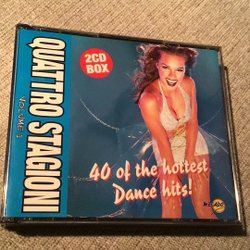 QUATTRO STAGIONI
VOLUME 1
2CD
BOX
40 of the hottest
Dance hits!